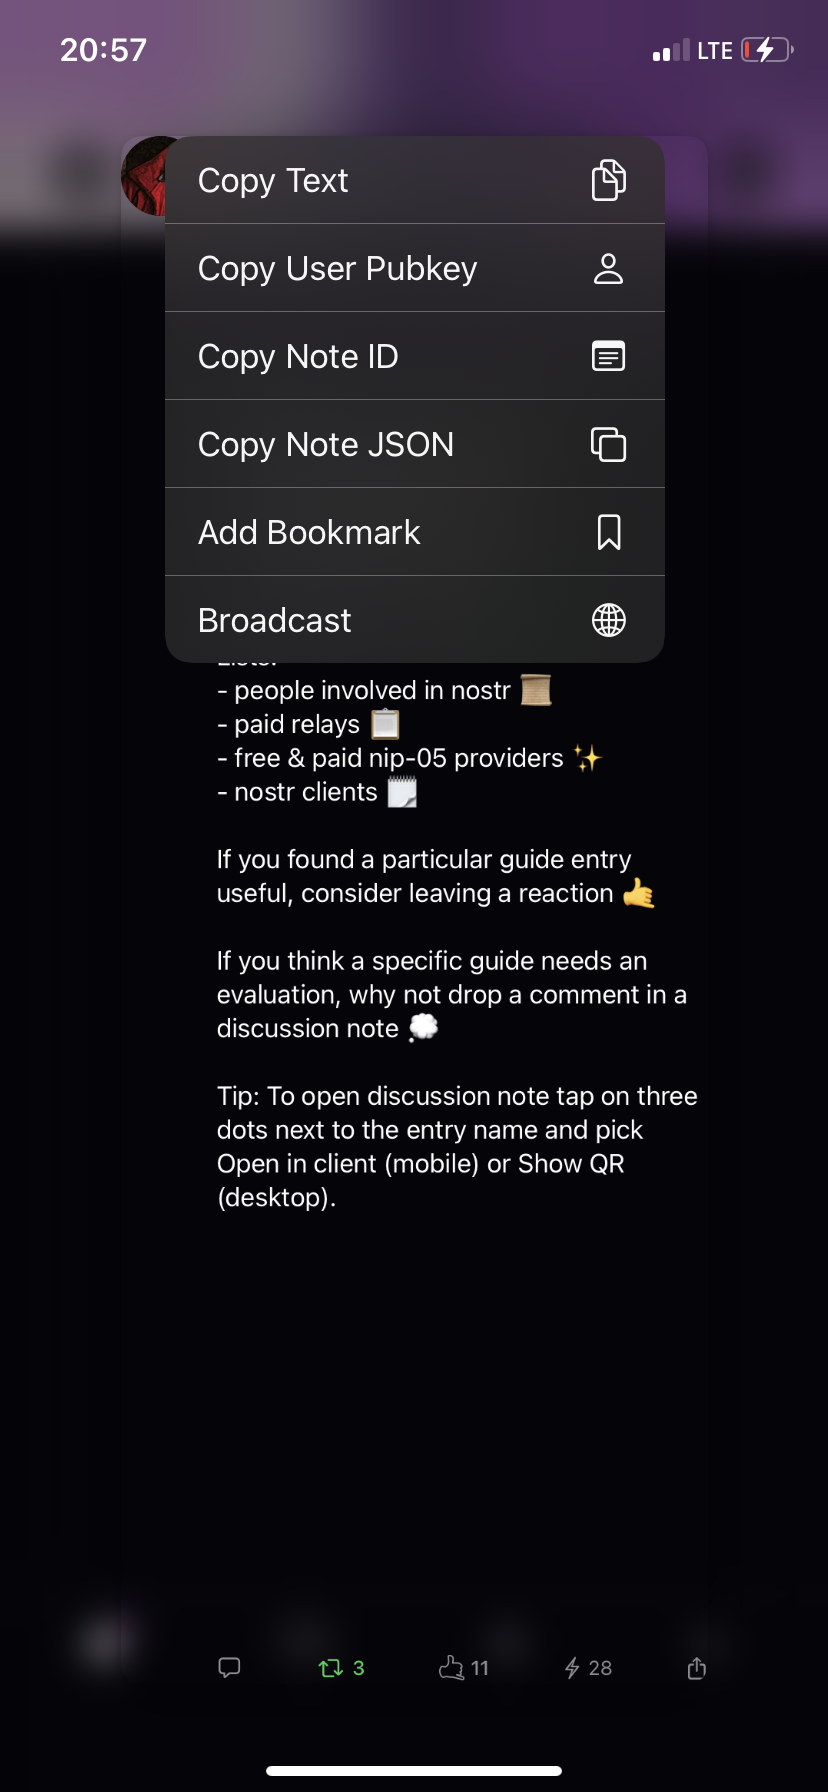 20:57
LTE
Copy Text
Copy User Pubkey
Copy Note ID
Copy Note JSON
Add Bookmark
Broadcast
- people involved in nostr 📜
- paid relays 📋
- free & paid nip-05 providers ✨
- nostr clients 🗒️
If you found a particular guide entry
useful, consider leaving a reaction 🤙
If you think a specific guide needs an
evaluation, why not drop a comment in a
discussion note 💭
Tip: To open discussion note tap on three
dots next to the entry name and pick
Open in client (mobile) or Show QR
(desktop).
3
11
28